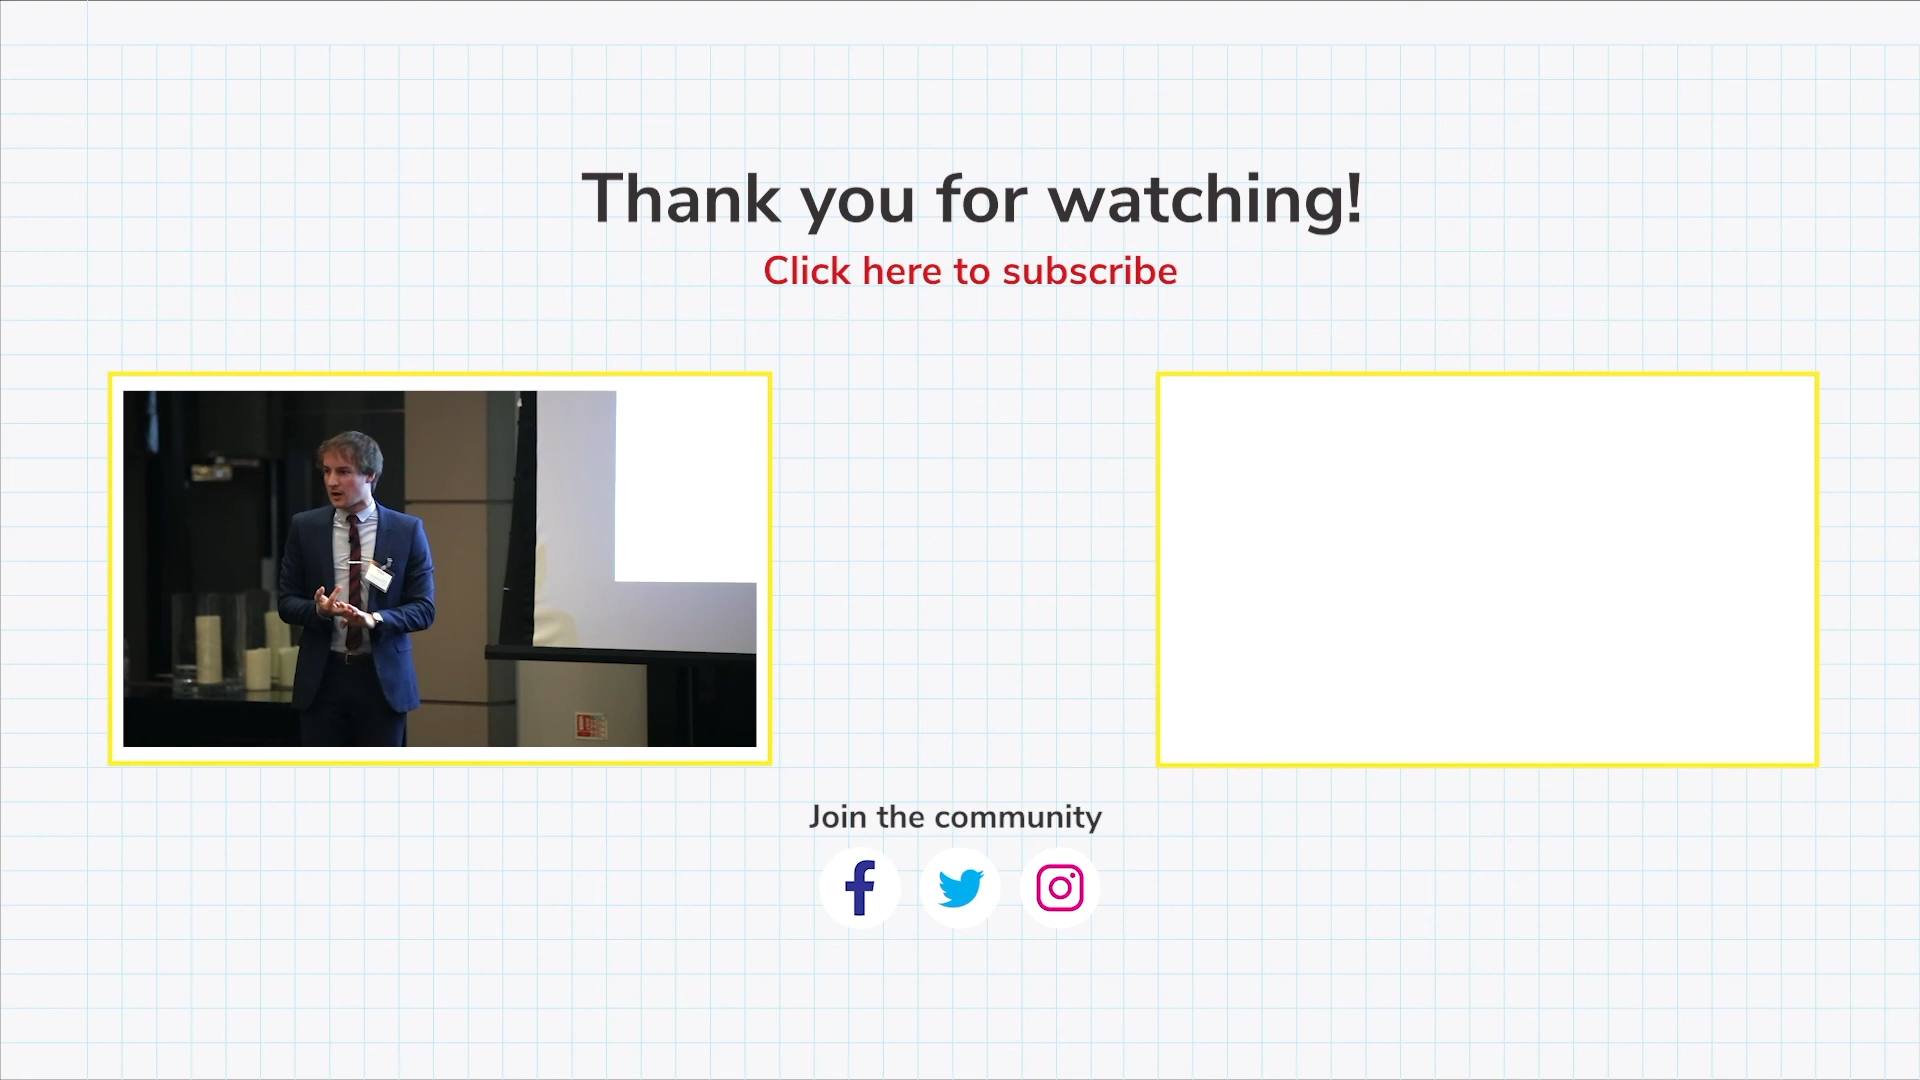 Thank you for watching!
Click here to subscribe
Join the community